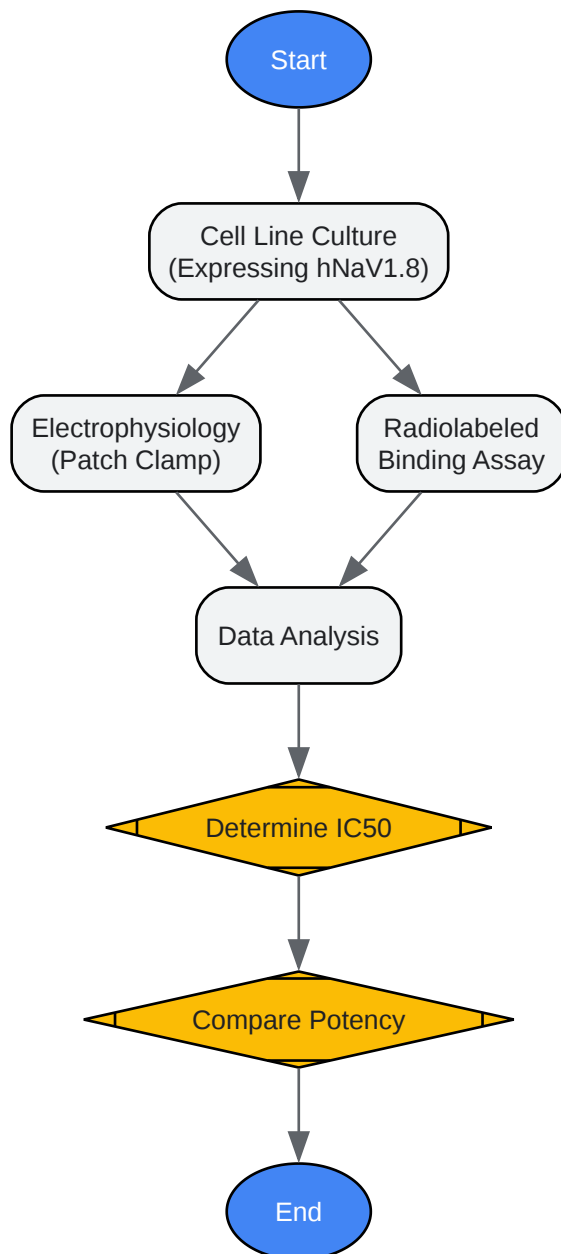 Start
Cell Line Culture
(Expressing hNaV1.8)
Electrophysiology
(Patch Clamp)
Radiolabeled
Binding Assay
Data Analysis
Determine IC50
Compare Potency
End